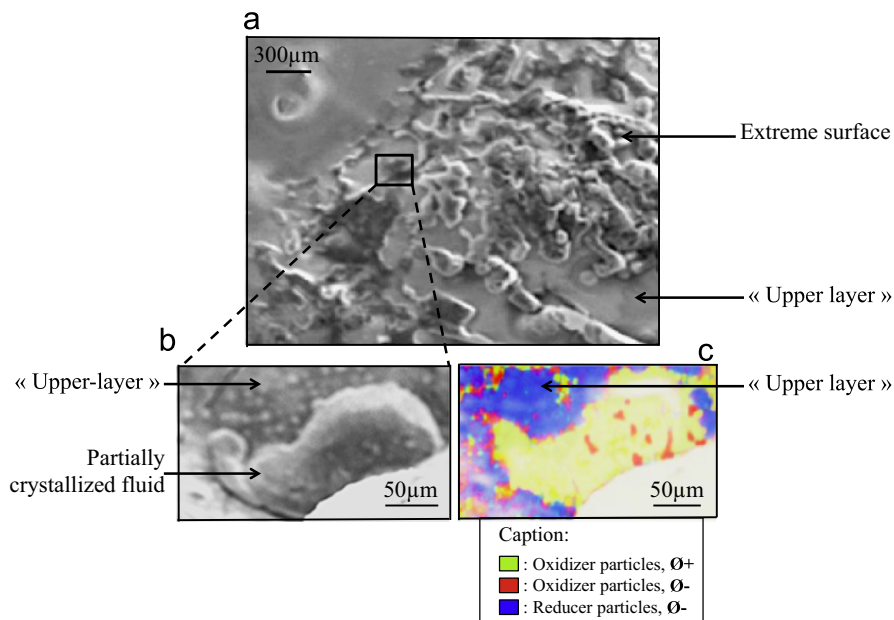 a
300µm
Extreme surface
« Upper layer »
b
c
« Upper-layer »
« Upper layer »
Partially
crystallized fluid
50µm
50µm
Caption:
: Oxidizer particles, Ø+
: Oxidizer particles, Ø-
: Reducer particles, Ø-